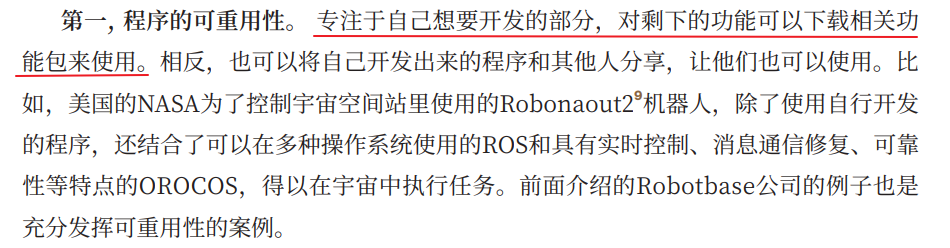 第一, 程序的可重用性。 专注于自己想要开发的部分，对剩下的功能可以下载相关功
能包来使用。相反，也可以将自己开发出来的程序和其他人分享，让他们也可以使用。比
如，美国的NASA为了控制宇宙空间站里使用的Robonaout2⁹机器人，除了使用自行开发
的程序，还结合了可以在多种操作系统使用的ROS和具有实时控制、消息通信修复、可靠
性等特点的OROCOS，得以在宇宙中执行任务。前面介绍的Robotbase公司的例子也是
充分发挥可重用性的案例。